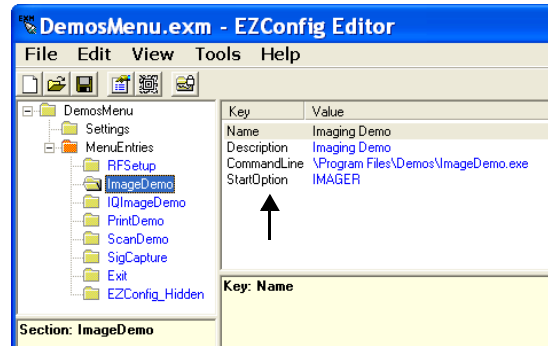 DemosMenu.exm - EZConfig Editor
File Edit View Tools Help
DemosMenu
Settings
MenuEntries
RFSetup
ImageDemo
IQImageDemo
PrintDemo
ScanDemo
SigCapture
Exit
EZConfig_Hidden
Section: ImageDemo
Key Value
Name Imaging Demo
Description Imaging Demo
CommandLine \Program Files\Demos\ImageDemo.exe
StartOption IMAGER
Key: Name